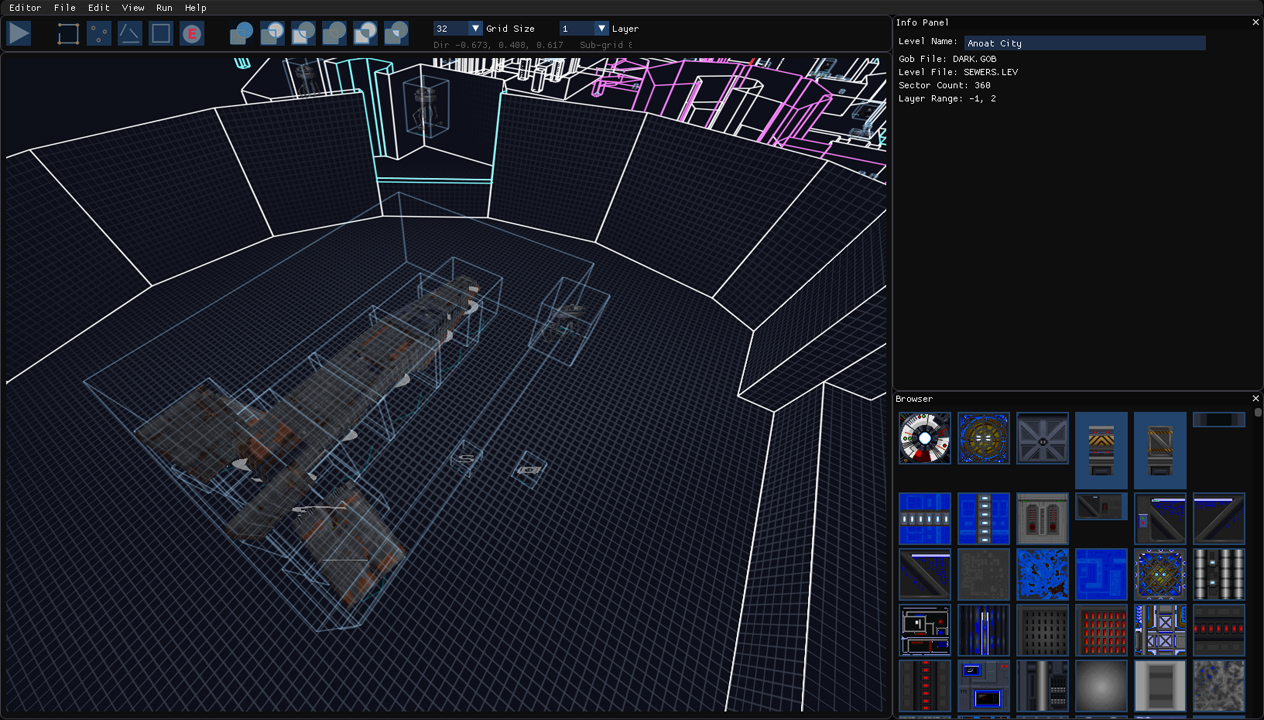 Editor File Edit View Run Help
E
32 Grid Size 1 Layer
Dir -0.673, 0.408, 0.617 Sub-grid
Info Panel
Level Name: Anoat City
Gob File: DARK.GOB
Level File: SEWERS.LEV
Sector Count: 360
Layer Range: -1, 2
S
Browser